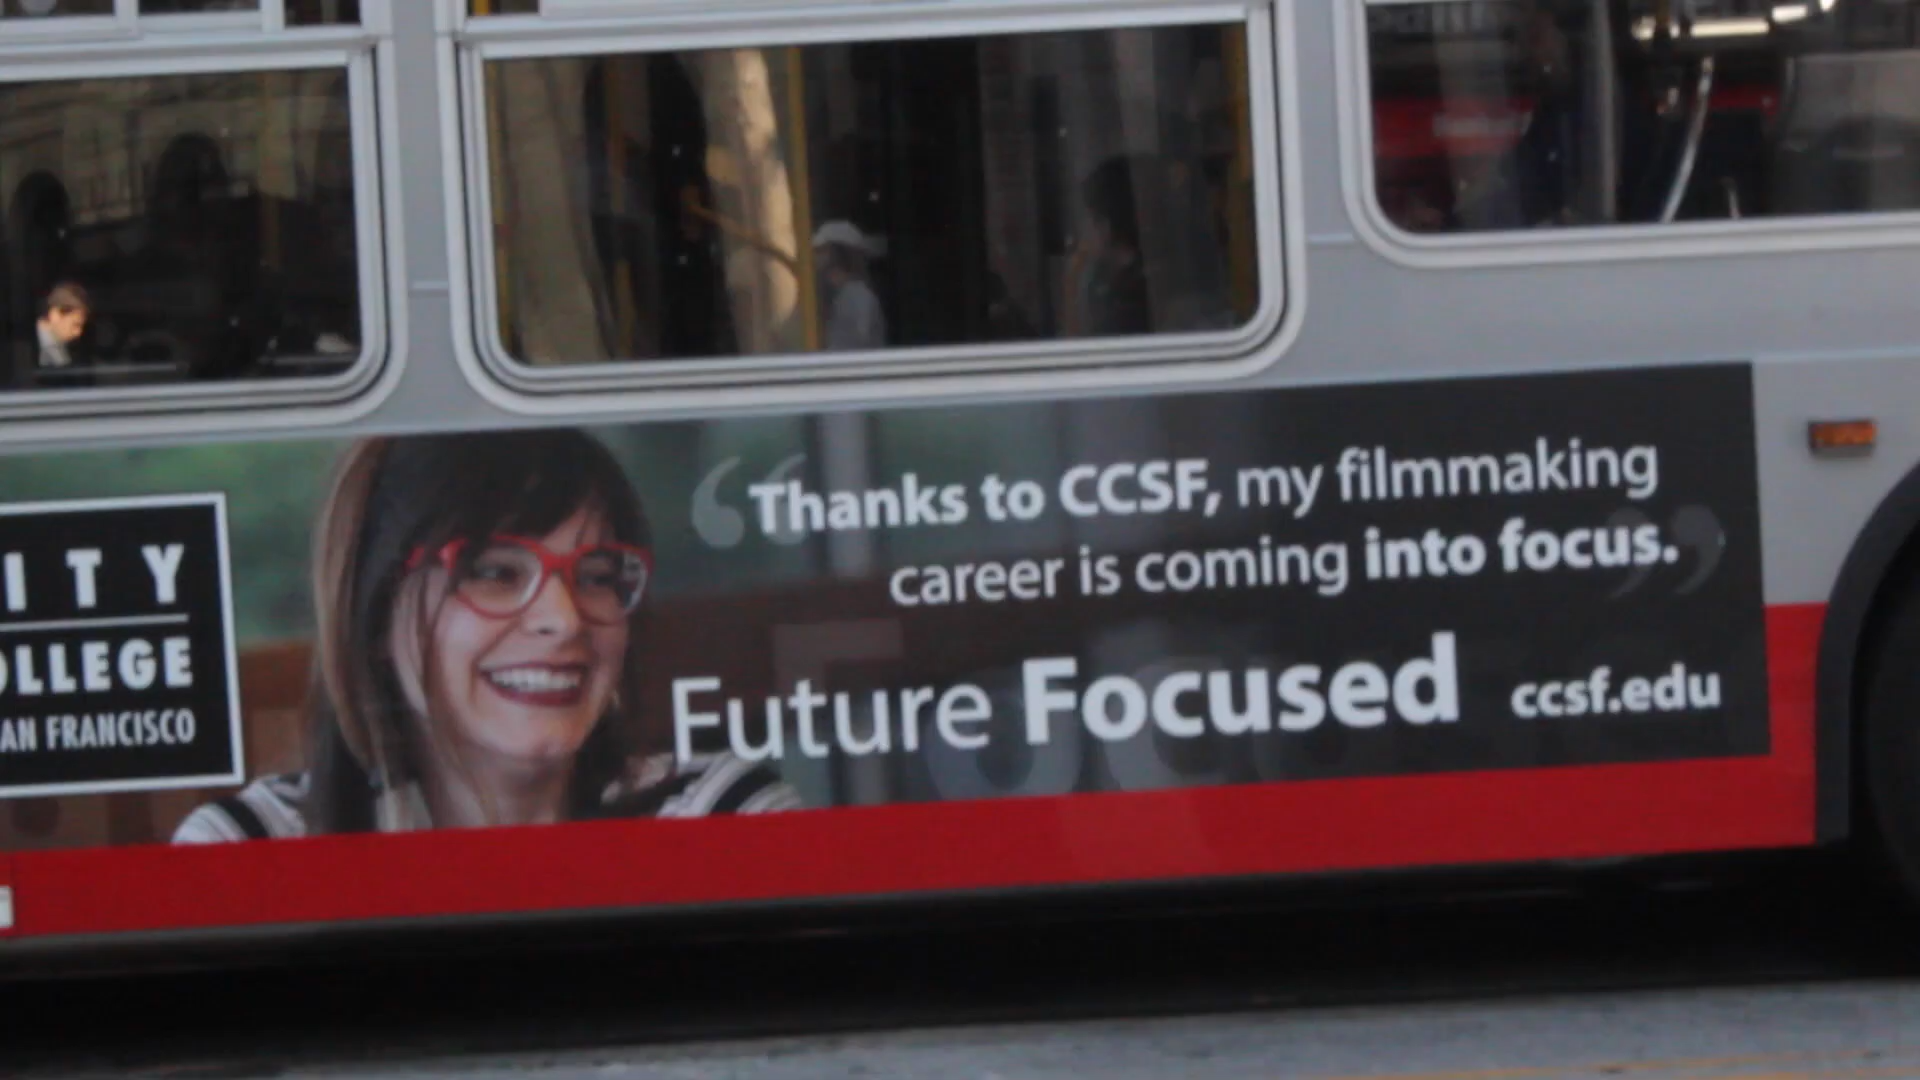 ITY
OLLEGE
AN FRANCISCO
“Thanks to CCSF, my filmmaking
career is coming into focus.”
Future Focused ccsf.edu